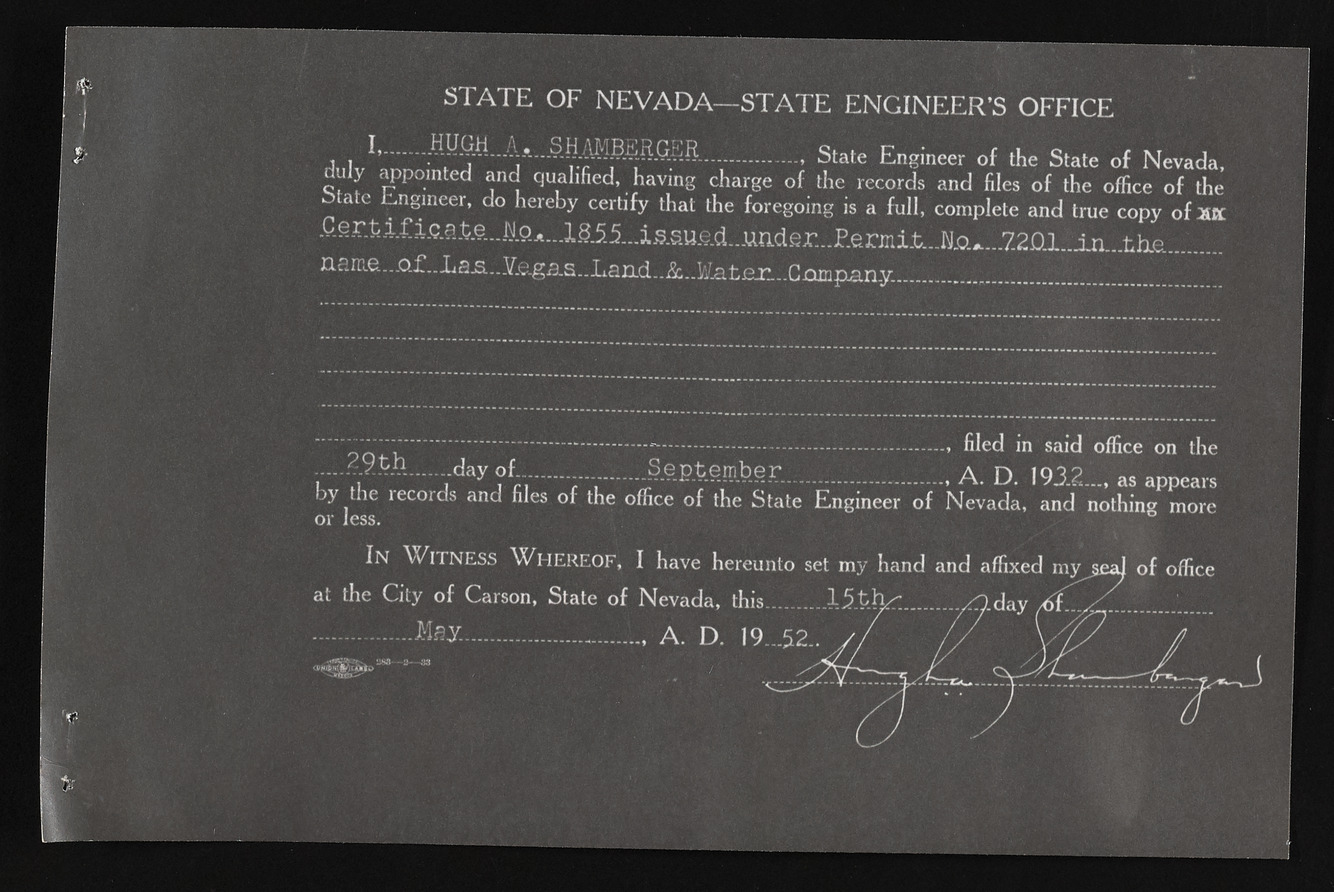 STATE OF NEVADA—STATE ENGINEER'S OFFICE
I, HUGH A. SHAMBERGER, State Engineer of the State of Nevada,
duly appointed and qualified, having charge of the records and files of the office of the
State Engineer, do hereby certify that the foregoing is a full, complete and true copy of xx
Certificate No. 1855 issued under Permit No. 7201 in the
name of Las Vegas Land & Water Company
, filed in said office on the
29th day of September, A. D. 1932, as appears
by the records and files of the office of the State Engineer of Nevada, and nothing more
or less.
IN WITNESS WHEREOF, I have hereunto set my hand and affixed my seal of office
at the City of Carson, State of Nevada, this 15th day of
May, A. D. 1952.
UNION LABEL
Hugh A. Shamberger